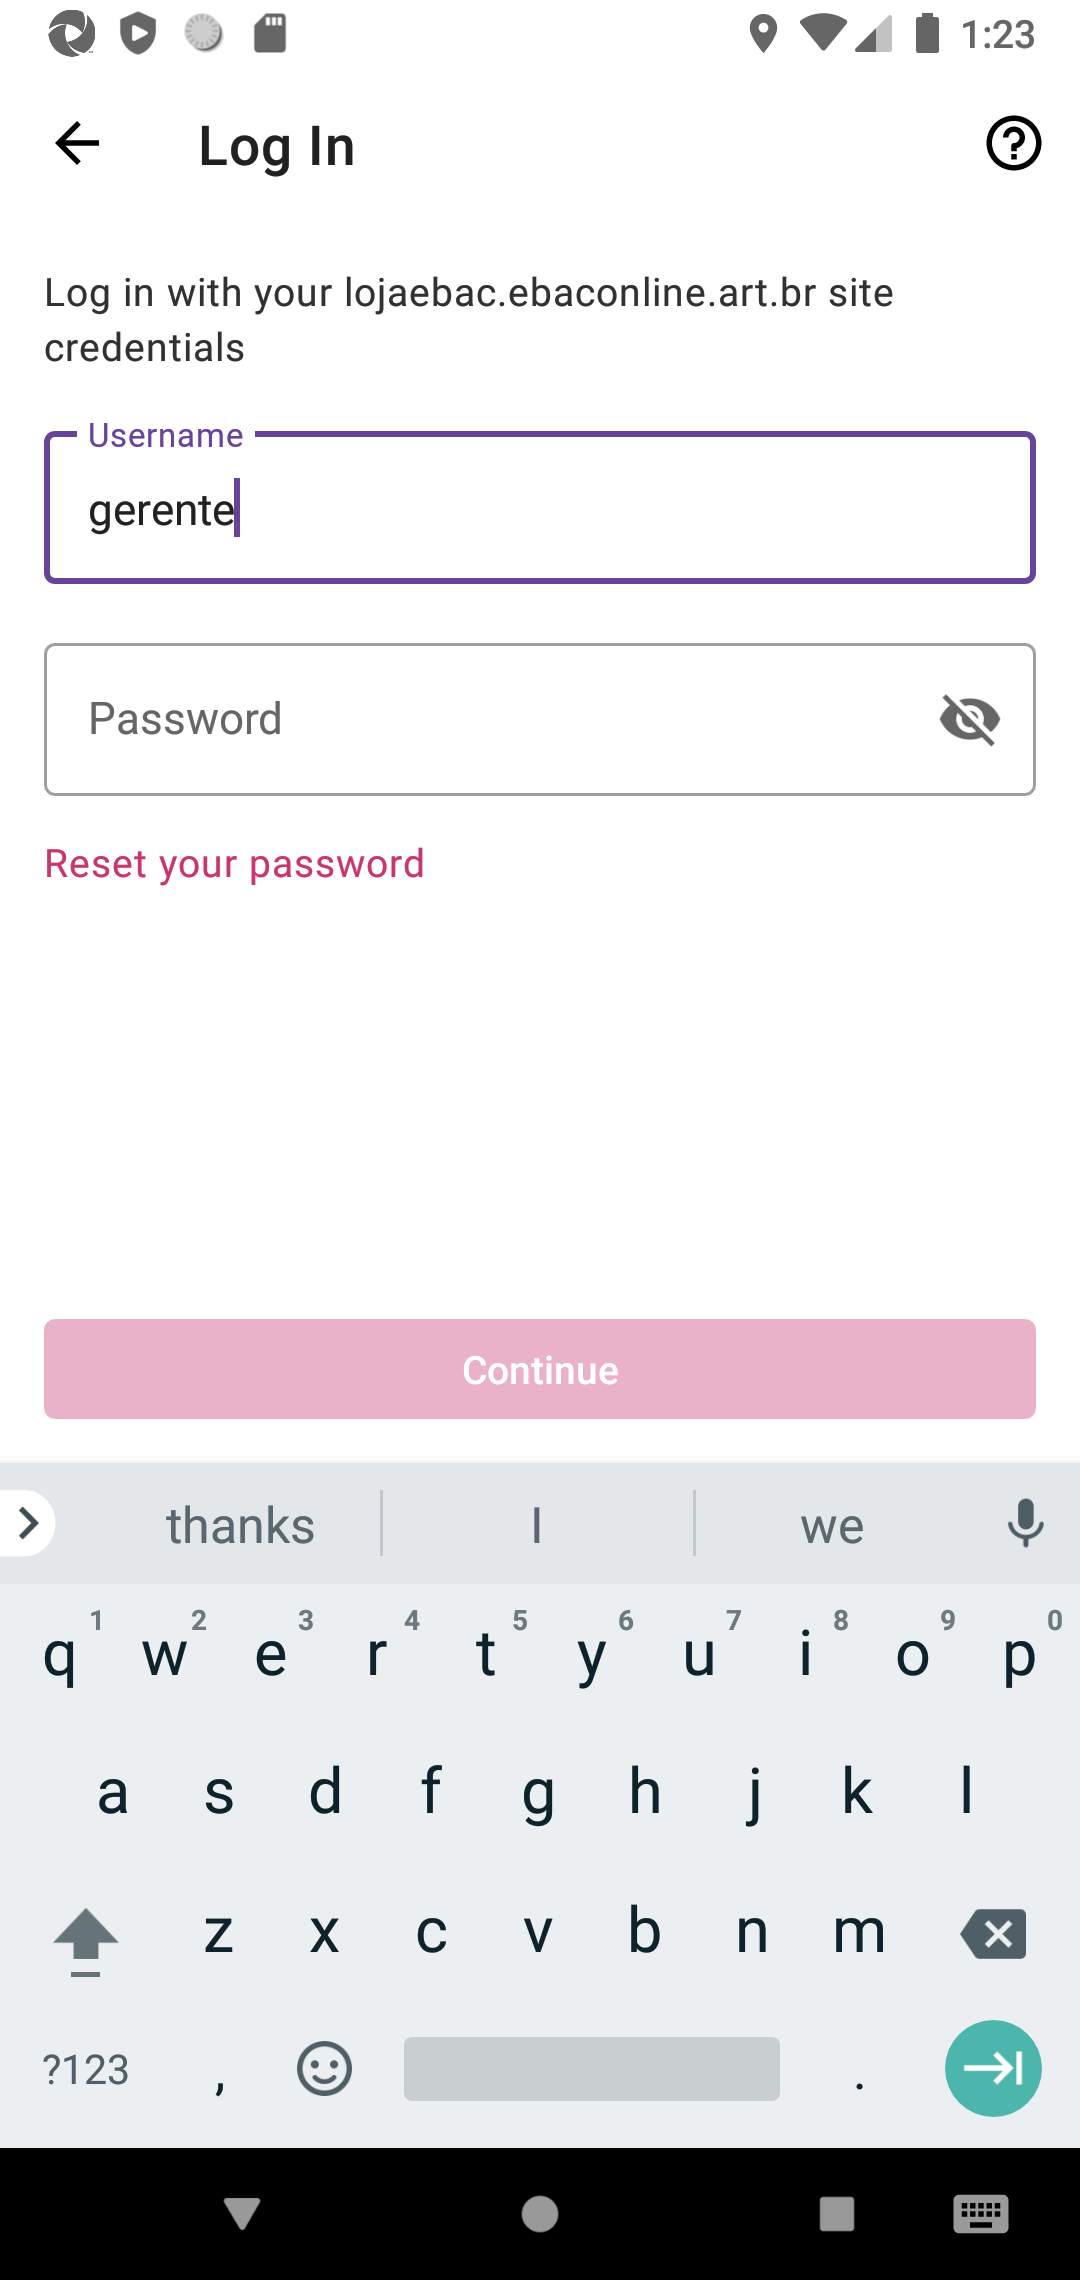 1:23
Log In
Log in with your lojaebac.ebaconline.art.br site
credentials
Username
gerente
Password
Reset your password
Continue
thanks I we
1 2 3 4 5 6 7 8 9 0
q w e r t y u i o p
a s d f g h j k l
z x c v b n m
?123 , .